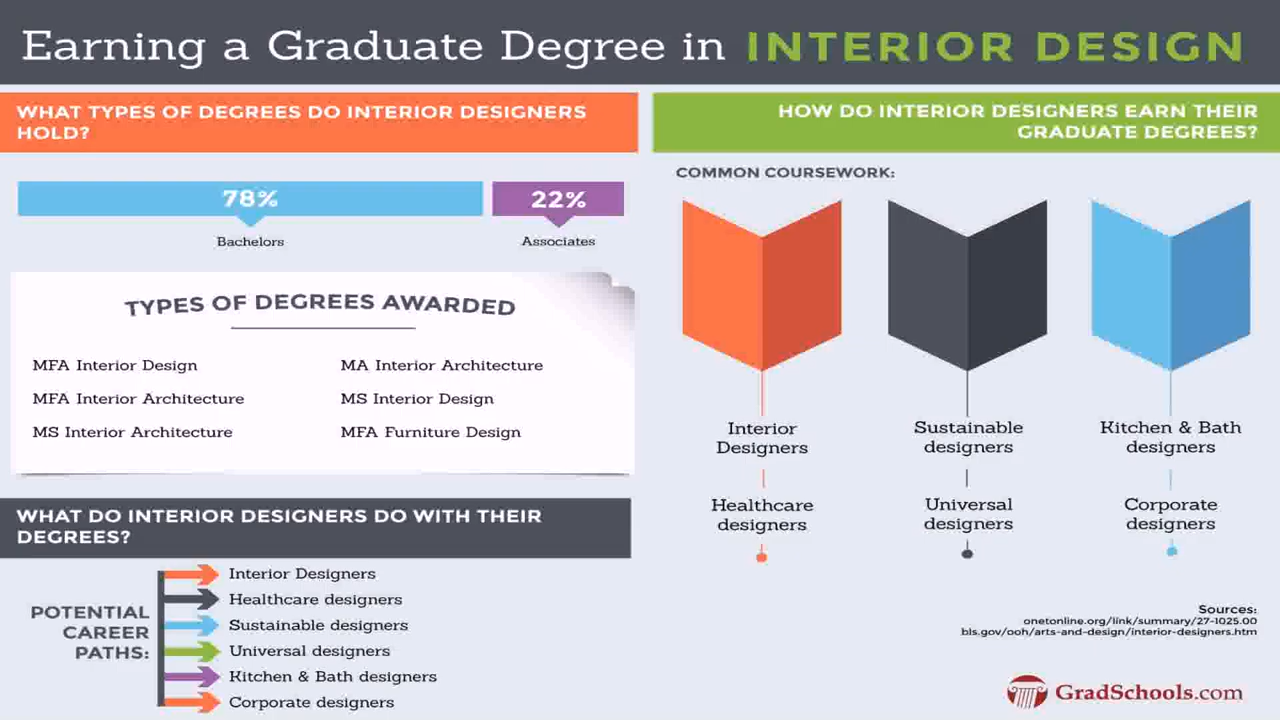 Earning a Graduate Degree in INTERIOR DESIGN
WHAT TYPES OF DEGREES DO INTERIOR DESIGNERS
HOLD?
78%
22%
Bachelors
Associates
TYPES OF DEGREES AWARDED
MFA Interior Design
MA Interior Architecture
MFA Interior Architecture
MS Interior Design
MS Interior Architecture
MFA Furniture Design
WHAT DO INTERIOR DESIGNERS DO WITH THEIR
DEGREES?
POTENTIAL
CAREER
PATHS:
Interior Designers
Healthcare designers
Sustainable designers
Universal designers
Kitchen & Bath designers
Corporate designers
HOW DO INTERIOR DESIGNERS EARN THEIR
GRADUATE DEGREES?
COMMON COURSEWORK:
Interior
Designers
Healthcare
designers
Sustainable
designers
Universal
designers
Kitchen & Bath
designers
Corporate
designers
Sources:
onetonline.org/link/summary/27-1025.00
bls.gov/ooh/arts-and-design/interior-designers.htm
GradSchools.com